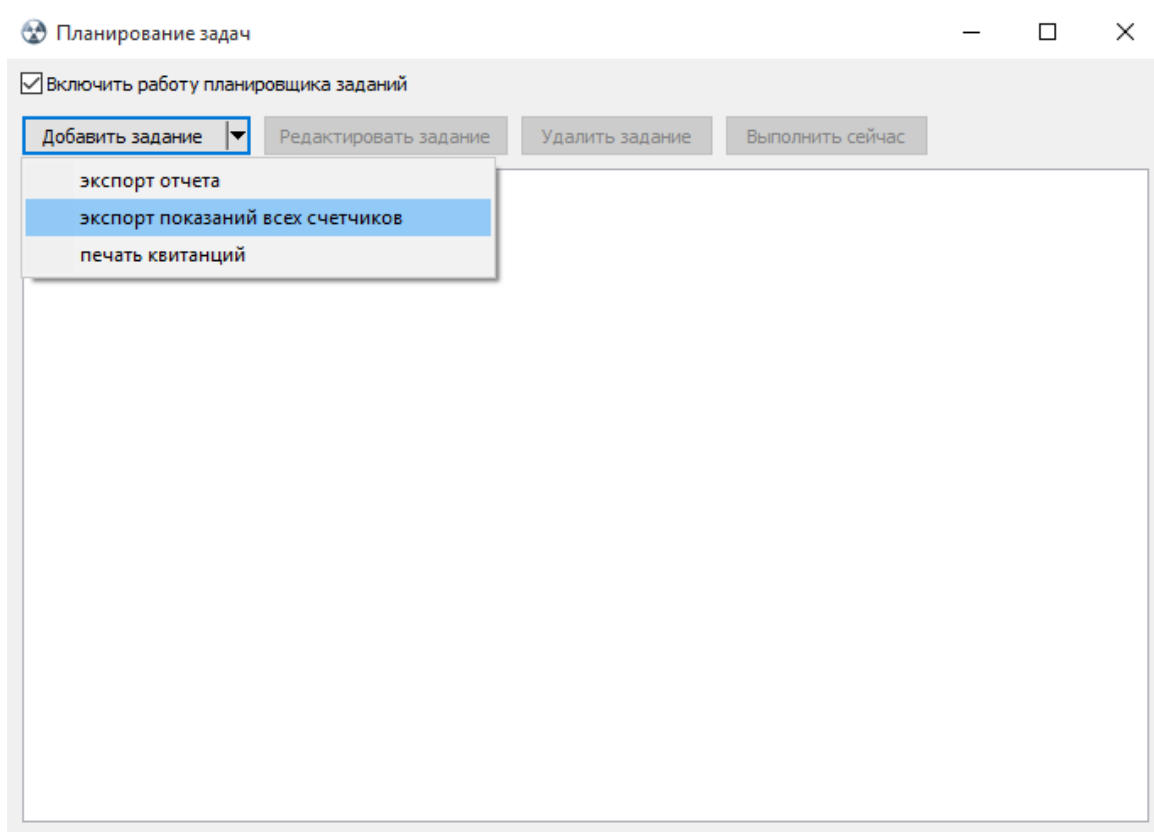 Планирование задач
Включить работу планировщика заданий
Добавить задание Редактировать задание Удалить задание Выполнить сейчас
экспорт отчета
экспорт показаний всех счетчиков
печать квитанций